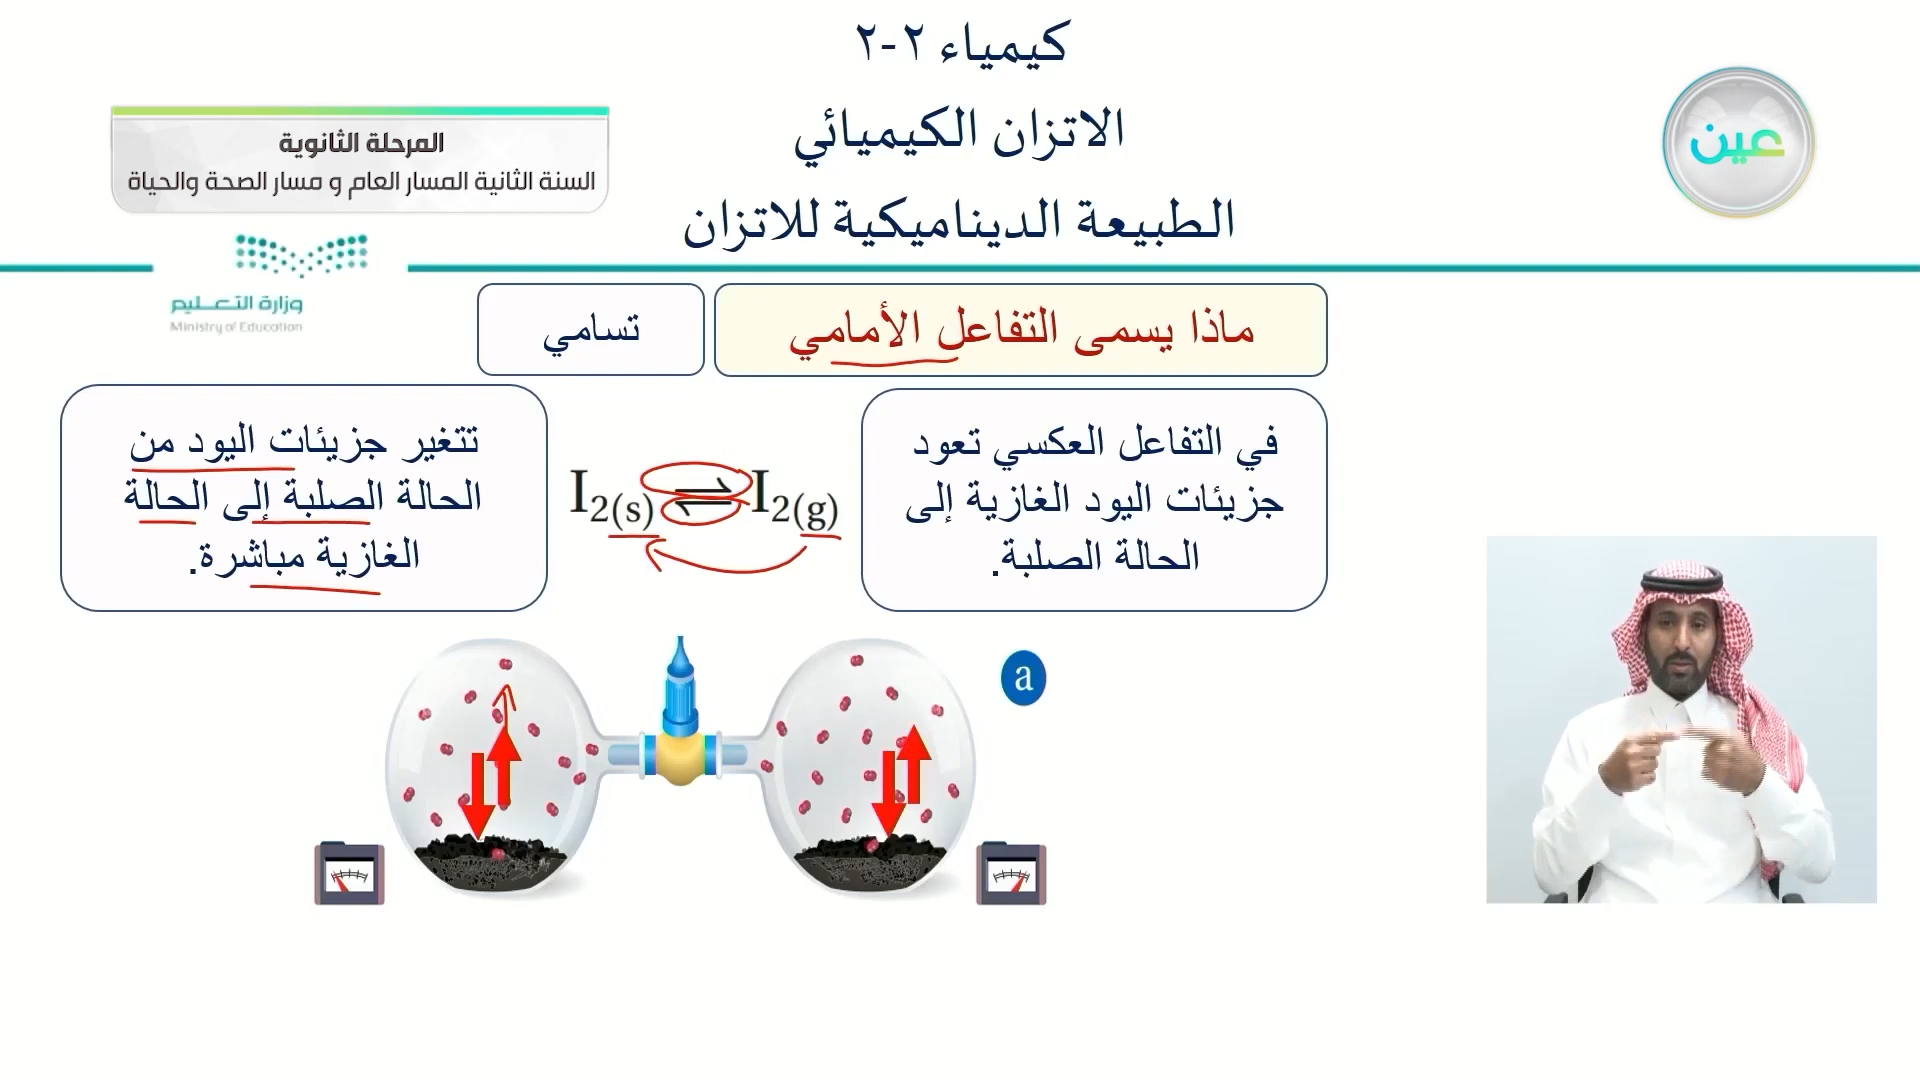 كيمياء ٢-٢
الاتزان الكيميائي
الطبيعة الديناميكية للاتزان
عين
المرحلة الثانوية
السنة الثانية المسار العام و مسار الصحة والحياة
وزارة التعليم
Ministry of Education
ماذا يسمى التفاعل الأمامي
تسامي
في التفاعل العكسي تعود
جزيئات اليود الغازية إلى
الحالة الصلبة.
I2(s) ⇌ I2(g)
تتغير جزيئات اليود من
الحالة الصلبة إلى الحالة
الغازية مباشرة.
a